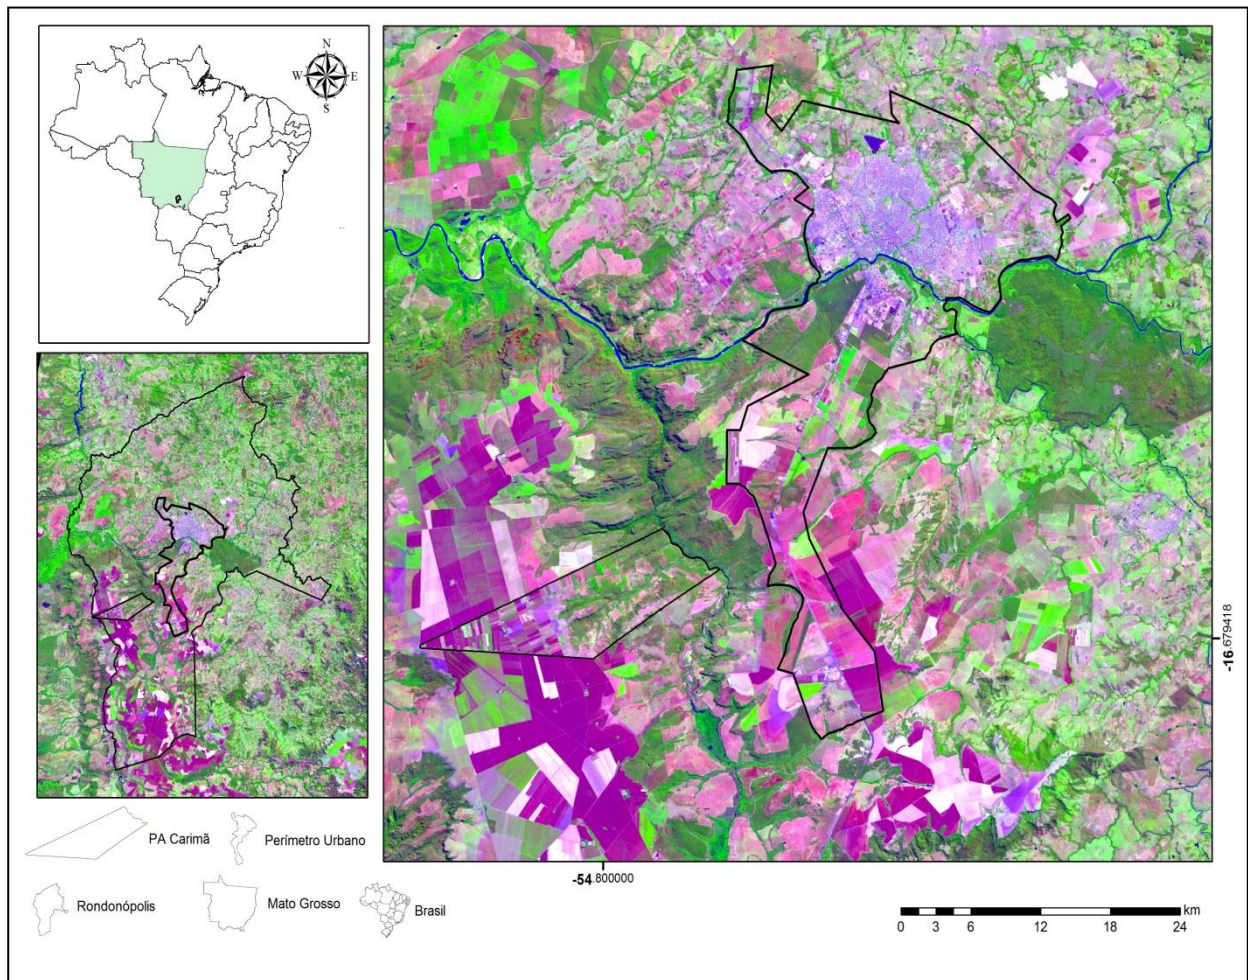 N
W E
S
-16.679418
-54.800000
PA Carimã
Perímetro Urbano
Rondonópolis
Mato Grosso
Brasil
km
0 3 6 12 18 24